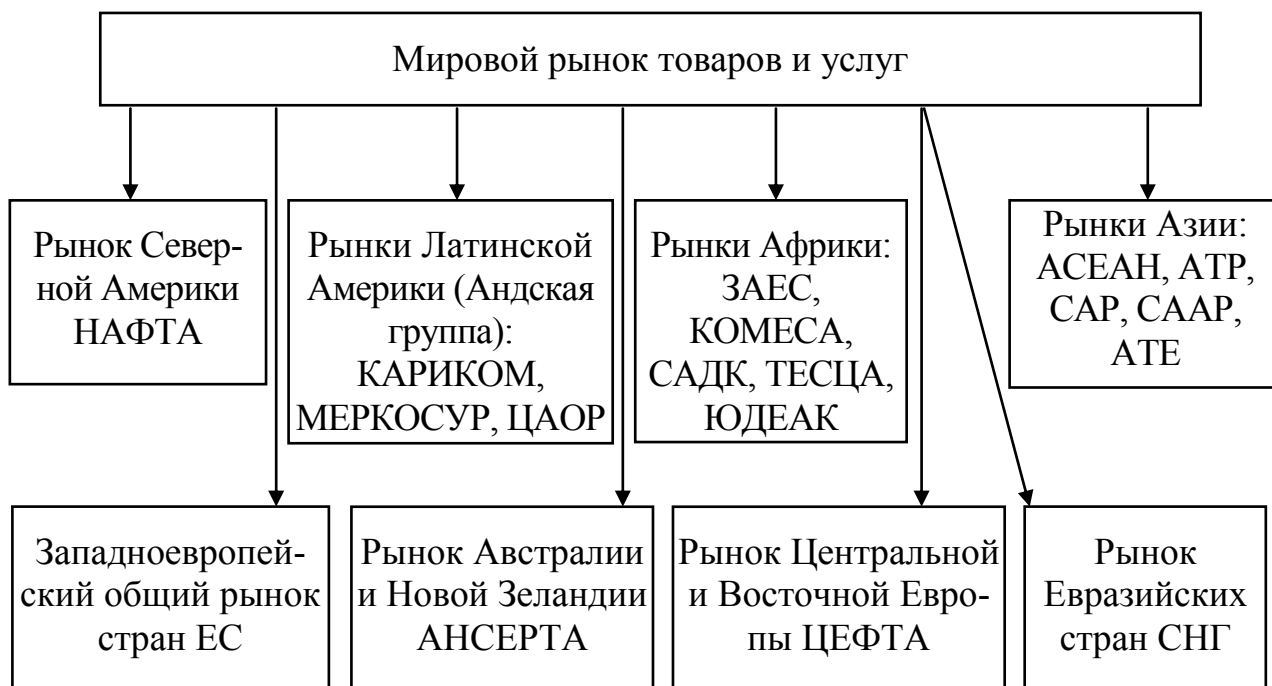 Мировой рынок товаров и услуг
Рынок Север-
ной Америки
НАФТА
Рынки Латинской
Америки (Андская
группа):
КАРИКОМ,
МЕРКОСУР, ЦАОР
Рынки Африки:
ЗАЕС,
КОМЕСА,
САДК, ТЕСЦА,
ЮДЕАК
Рынки Азии:
АСЕАН, АТР,
САР, СААР,
АТЕ
Западноевропей-
ский общий рынок
стран ЕС
Рынок Австралии
и Новой Зеландии
АНСЕРТА
Рынок Центральной
и Восточной Евро-
пы ЦЕФТА
Рынок
Евразийских
стран СНГ